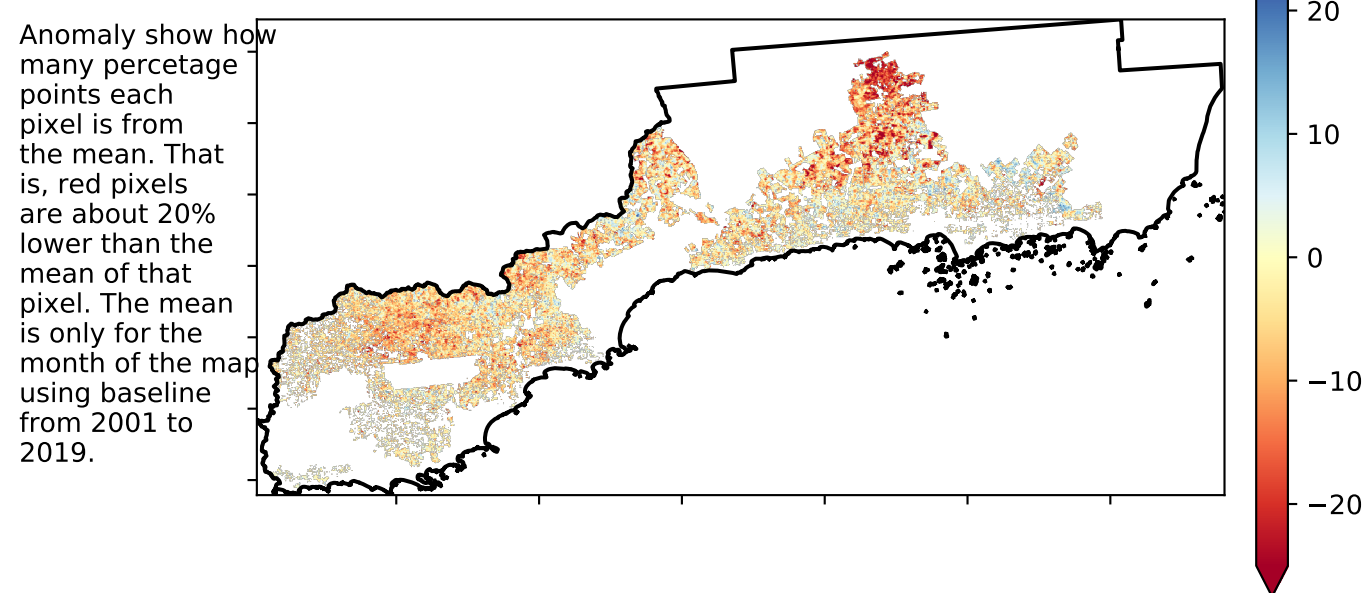 Anomaly show how
many percetage
points each
pixel is from
the mean. That
is, red pixels
are about 20%
lower than the
mean of that
pixel. The mean
is only for the
month of the map
using baseline
from 2001 to
2019.
20
10
0
−10
−20